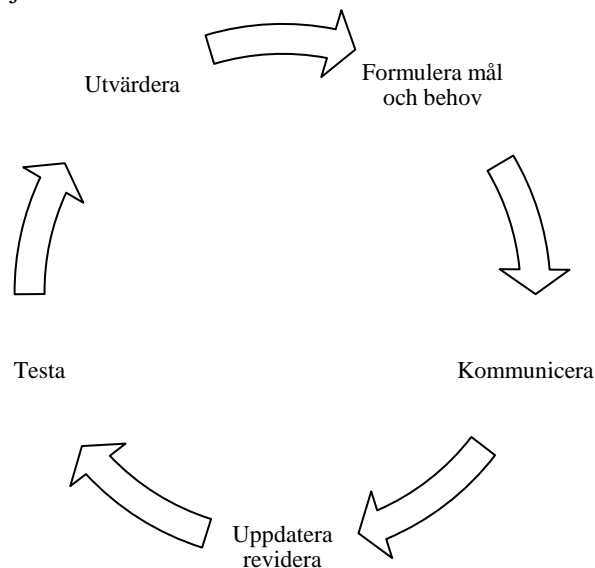 Utvärdera
Formulera mål
och behov
Kommunicera
Uppdatera
revidera
Testa